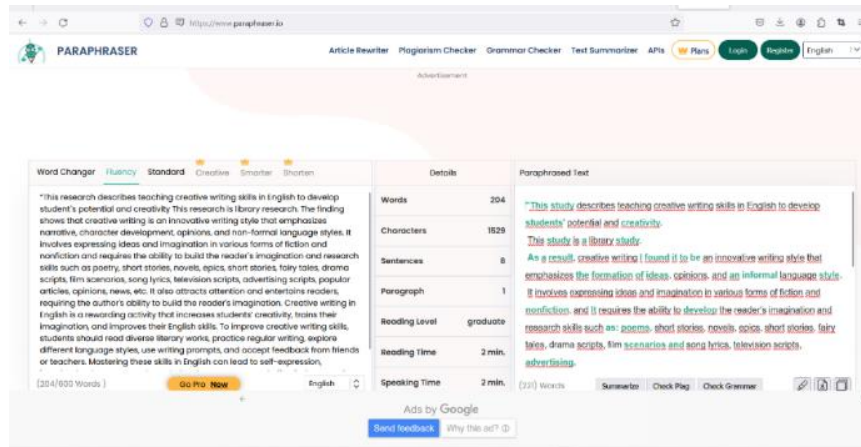 https://www.paraphraser.io
PARAPHRASER
Article Rewriter Plagiarism Checker Grammar Checker Text Summarizer APIs Plans Login Register English
Advertisement
Word Changer Fluency Standard Creative Smarter Shorten
"This research describes teaching creative writing skills in English to develop
student's potential and creativity This research is library research. The finding
shows that creative writing is an innovative writing style that emphasizes
narrative, character development, opinions, and non-formal language styles. It
involves expressing ideas and imagination in various forms of fiction and
nonfiction and requires the ability to build the reader's imagination and research
skills such as poetry, short stories, novels, epics, short stories, fairy tales, drama
scripts, film scenarios, song lyrics, television scripts, advertising scripts, popular
articles, opinions, news, etc. It also attracts attention and entertains readers,
requiring the author's ability to build the reader's imagination. Creative writing in
English is a rewarding activity that increases students' creativity, trains their
imagination, and improves their English skills. To improve creative writing skills,
students should read diverse literary works, practice regular writing, explore
different language styles, use writing prompts, and accept feedback from friends
or teachers. Mastering these skills in English can lead to self-expression,
(204/600 Words ) Go Pro Now English
Details
Words 204
Characters 1529
Sentences 8
Paragraph 1
Reading Level graduate
Reading Time 2 min.
Speaking Time 2 min.
Paraphrased Text
"This study describes teaching creative writing skills in English to develop
students' potential and creativity.
This study is a library study.
As a result, creative writing I found it to be an innovative writing style that
emphasizes the formation of ideas, opinions, and an informal language style.
It involves expressing ideas and imagination in various forms of fiction and
nonfiction, and It requires the ability to develop the reader's imagination and
research skills such as: poems, short stories, novels, epics, short stories, fairy
tales, drama scripts, film scenarios and song lyrics, television scripts,
advertising.
(231) Words Summarize Check Plag Check Grammar
Ads by Google
Send feedback Why this ad?